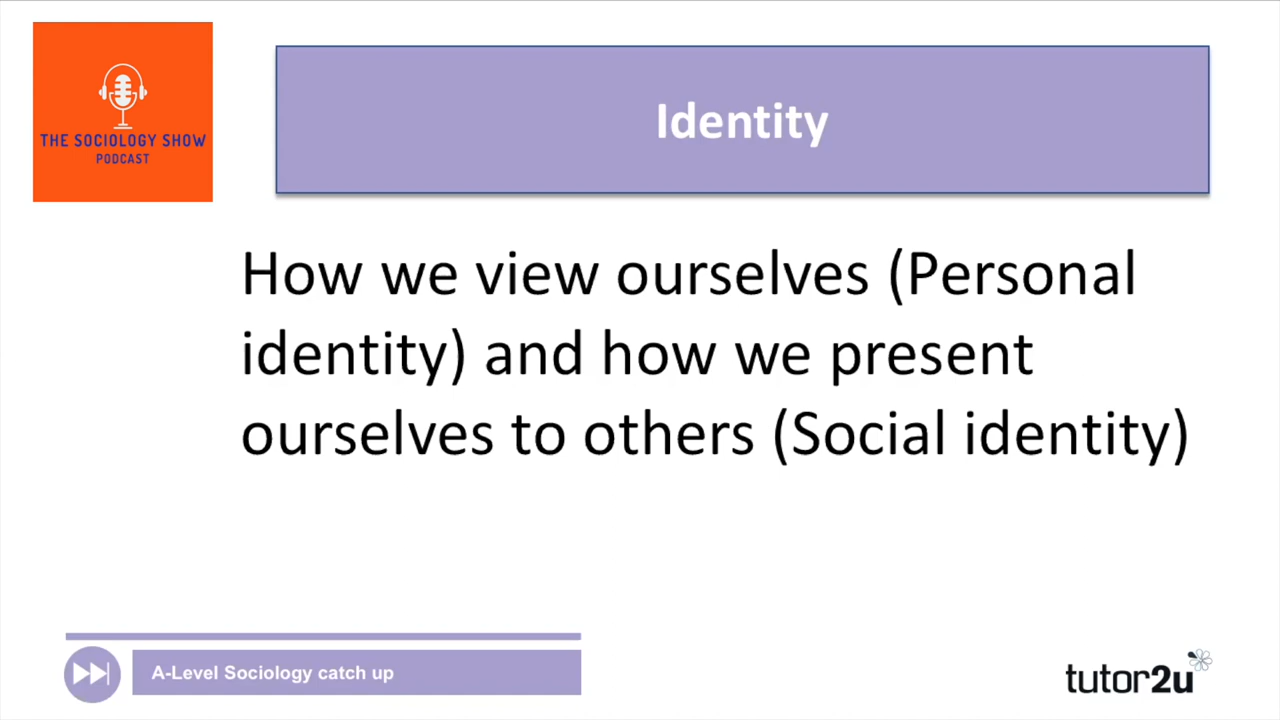 THE SOCIOLOGY SHOW
PODCAST
Identity
How we view ourselves (Personal
identity) and how we present
ourselves to others (Social identity)
A-Level Sociology catch up
tutor2u